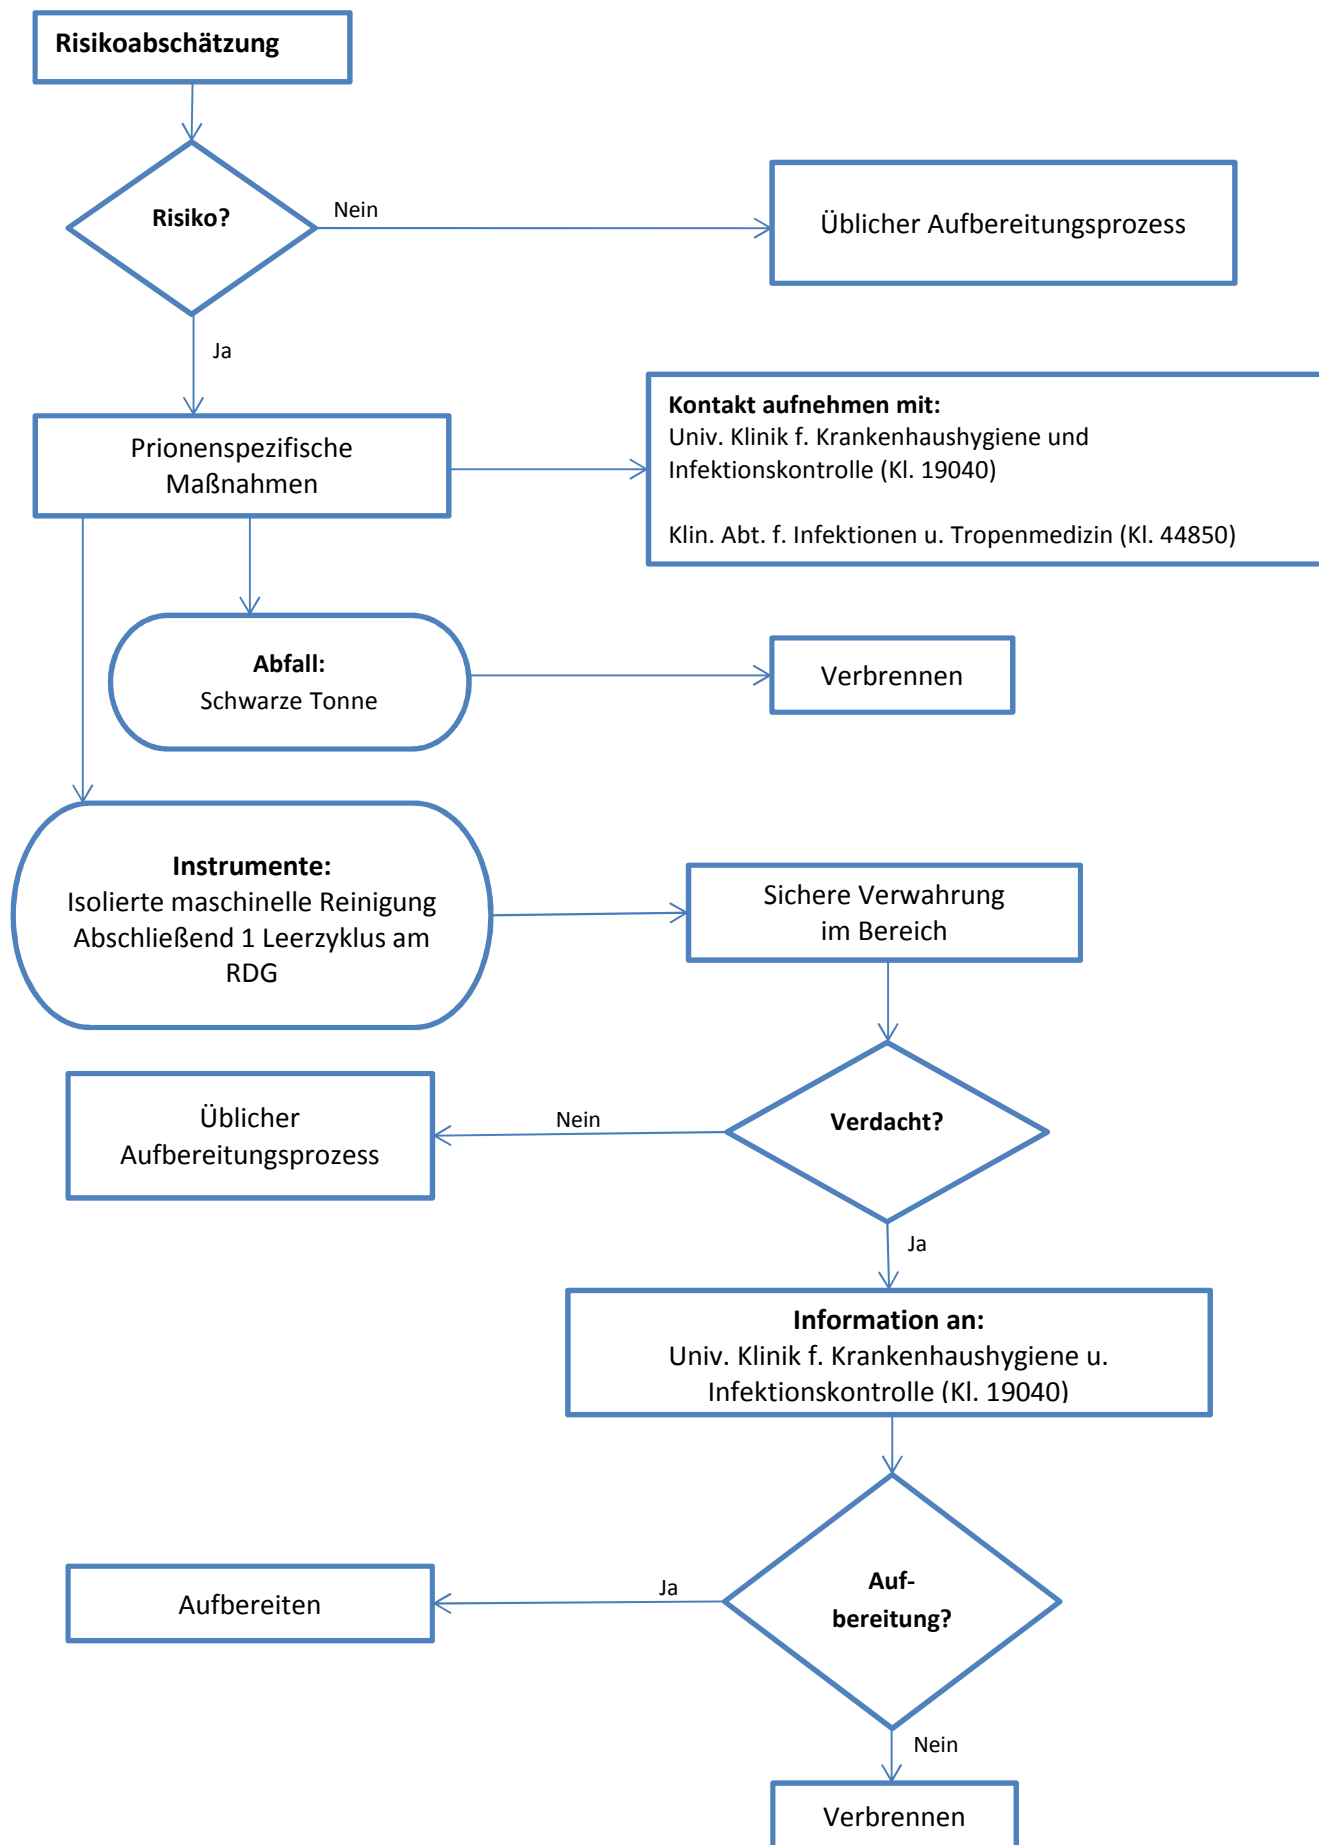 Risikoabschätzung
Risiko?
Nein
Üblicher Aufbereitungsprozess
Ja
Prionenspezifische
Maßnahmen
Kontakt aufnehmen mit:
Univ. Klinik f. Krankenhaushygiene und
Infektionskontrolle (Kl. 19040)
Klin. Abt. f. Infektionen u. Tropenmedizin (Kl. 44850)
Abfall:
Schwarze Tonne
Verbrennen
Instrumente:
Isolierte maschinelle Reinigung
Abschließend 1 Leerzyklus am
RDG
Sichere Verwahrung
im Bereich
Verdacht?
Nein
Üblicher
Aufbereitungsprozess
Ja
Information an:
Univ. Klinik f. Krankenhaushygiene u.
Infektionskontrolle (Kl. 19040)
Auf-
bereitung?
Ja
Aufbereiten
Nein
Verbrennen